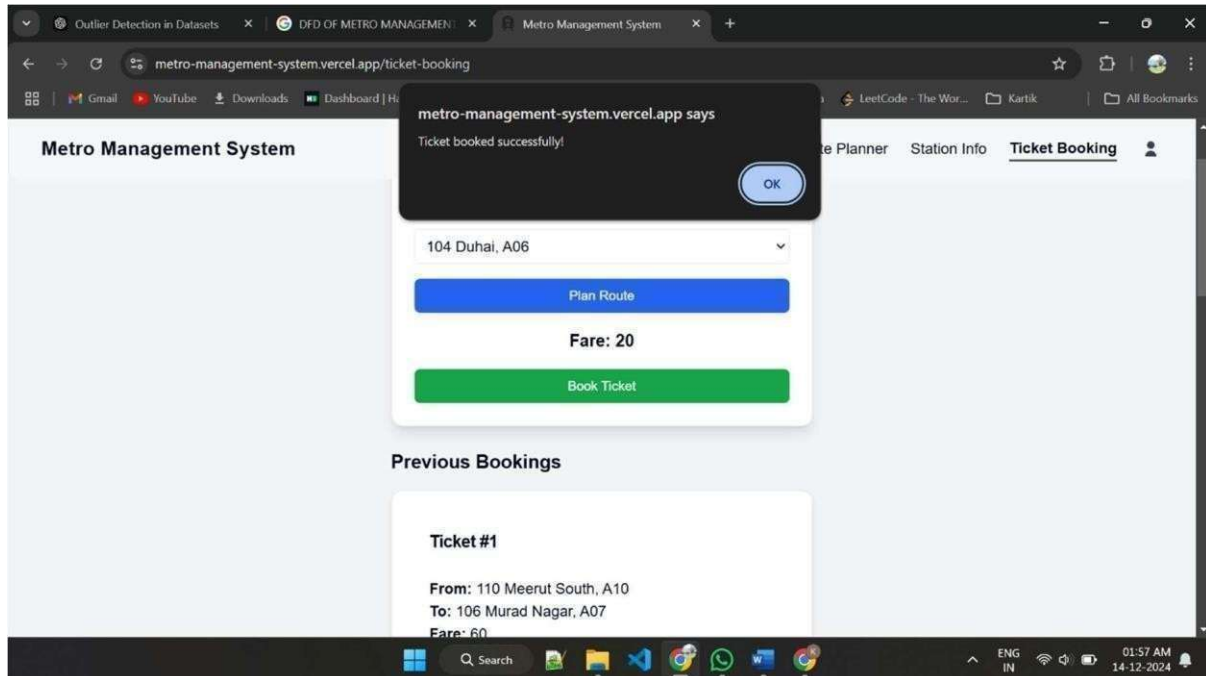 Outlier Detection in Datasets
DFD OF METRO MANAGEMENT
Metro Management System
metro-management-system.vercel.app/ticket-booking
Gmail
YouTube
Downloads
Dashboard | Ha
LeetCode - The Wor...
Kartik
All Bookmarks
metro-management-system.vercel.app says
Ticket booked successfully!
OK
Metro Management System
te Planner
Station Info
Ticket Booking
104 Duhai, A06
Plan Route
Fare: 20
Book Ticket
Previous Bookings
Ticket #1
From: 110 Meerut South, A10
To: 106 Murad Nagar, A07
Fare: 60
Search
ENG
IN
01:57 AM
14-12-2024